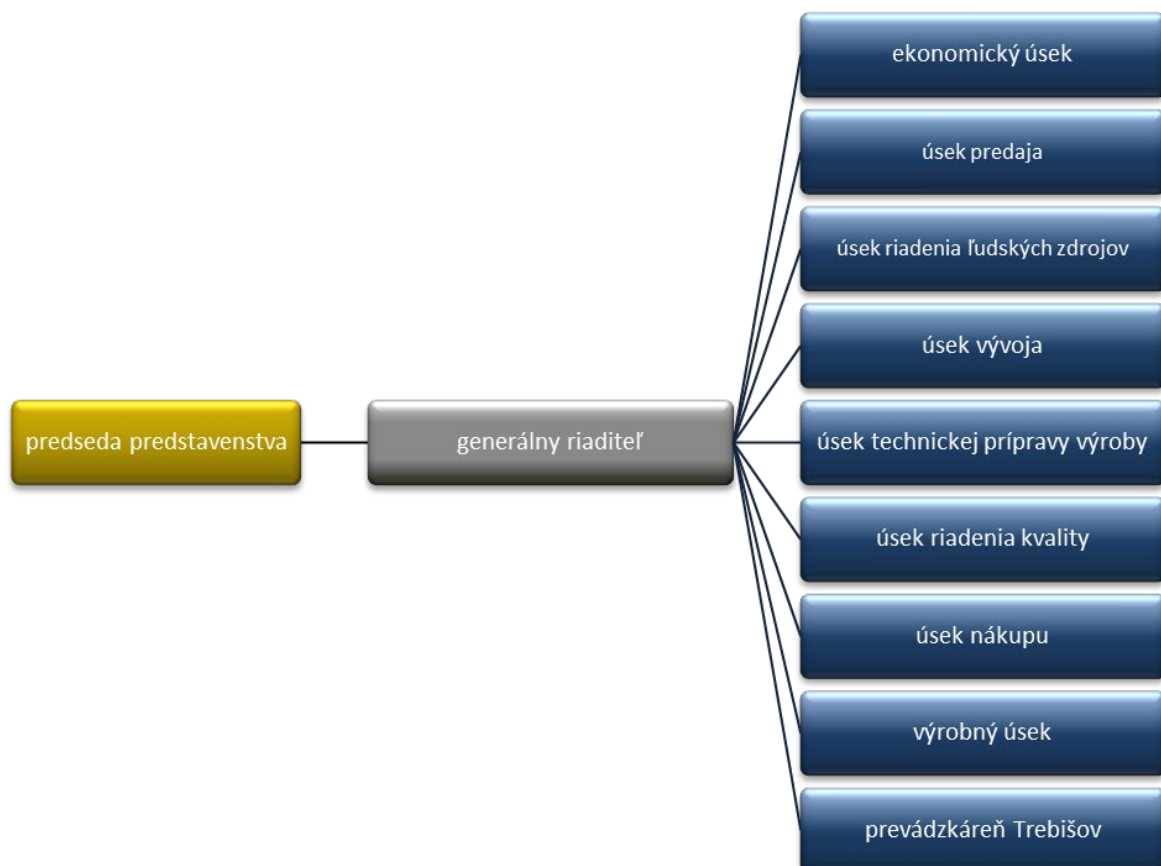 predseda predstavenstva
generálny riaditeľ
ekonomický úsek
úsek predaja
úsek riadenia ľudských zdrojov
úsek vývoja
úsek technickej prípravy výroby
úsek riadenia kvality
úsek nákupu
výrobný úsek
prevádzkáreň Trebišov